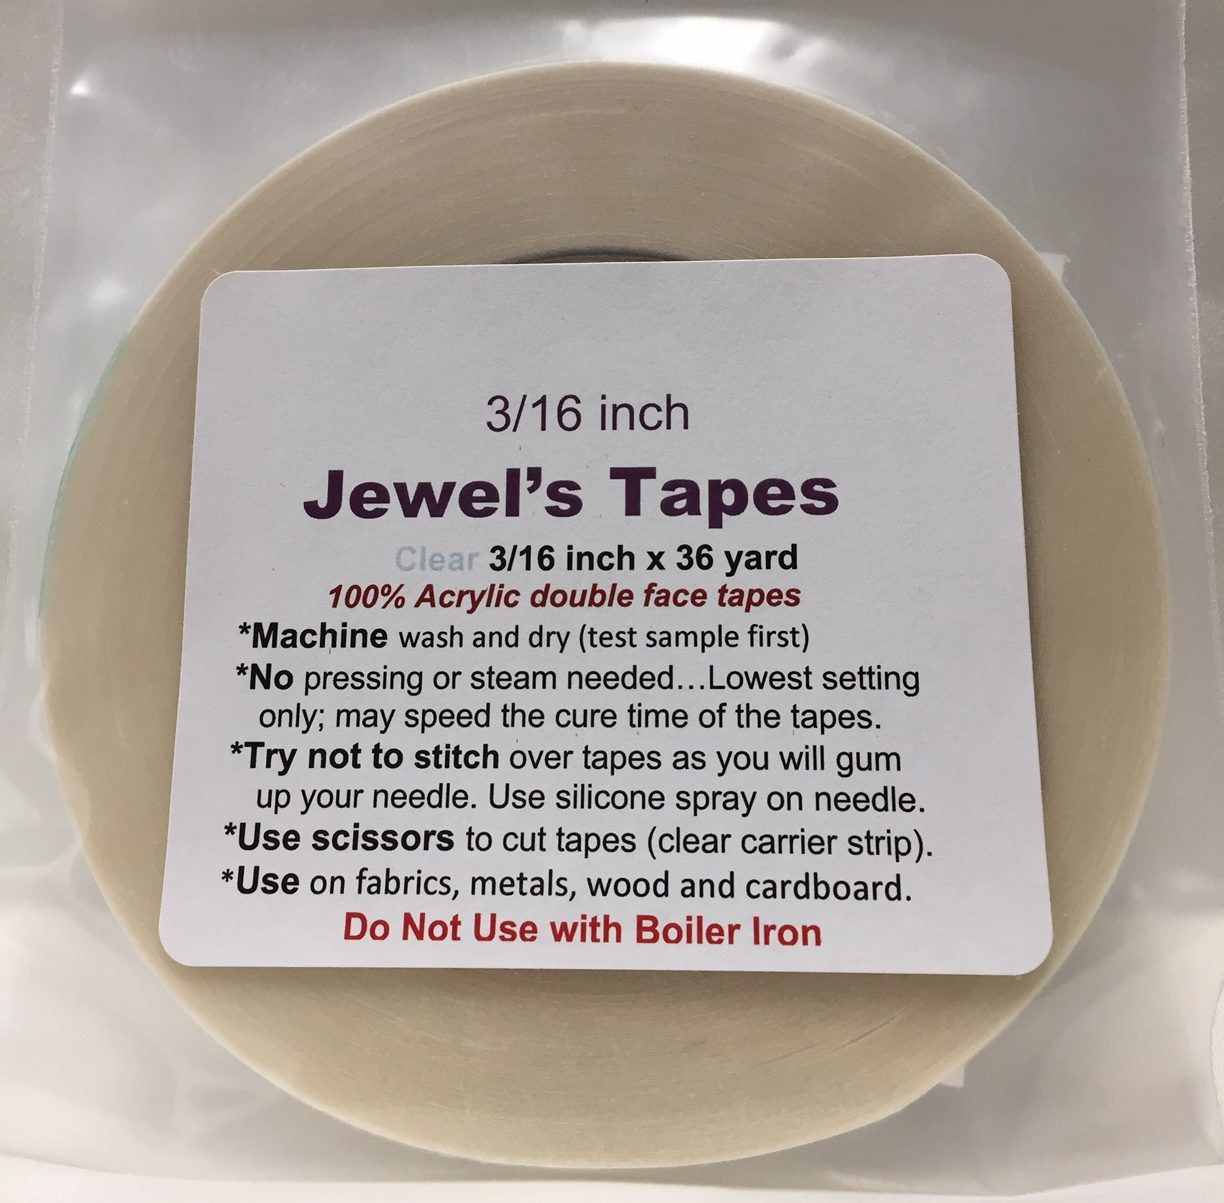 3/16 inch
Jewel's Tapes
Clear 3/16 inch x 36 yard
100% Acrylic double face tapes
*Machine wash and dry (test sample first)
*No pressing or steam needed...Lowest setting
only; may speed the cure time of the tapes.
*Try not to stitch over tapes as you will gum
up your needle. Use silicone spray on needle.
*Use scissors to cut tapes (clear carrier strip).
*Use on fabrics, metals, wood and cardboard.
Do Not Use with Boiler Iron